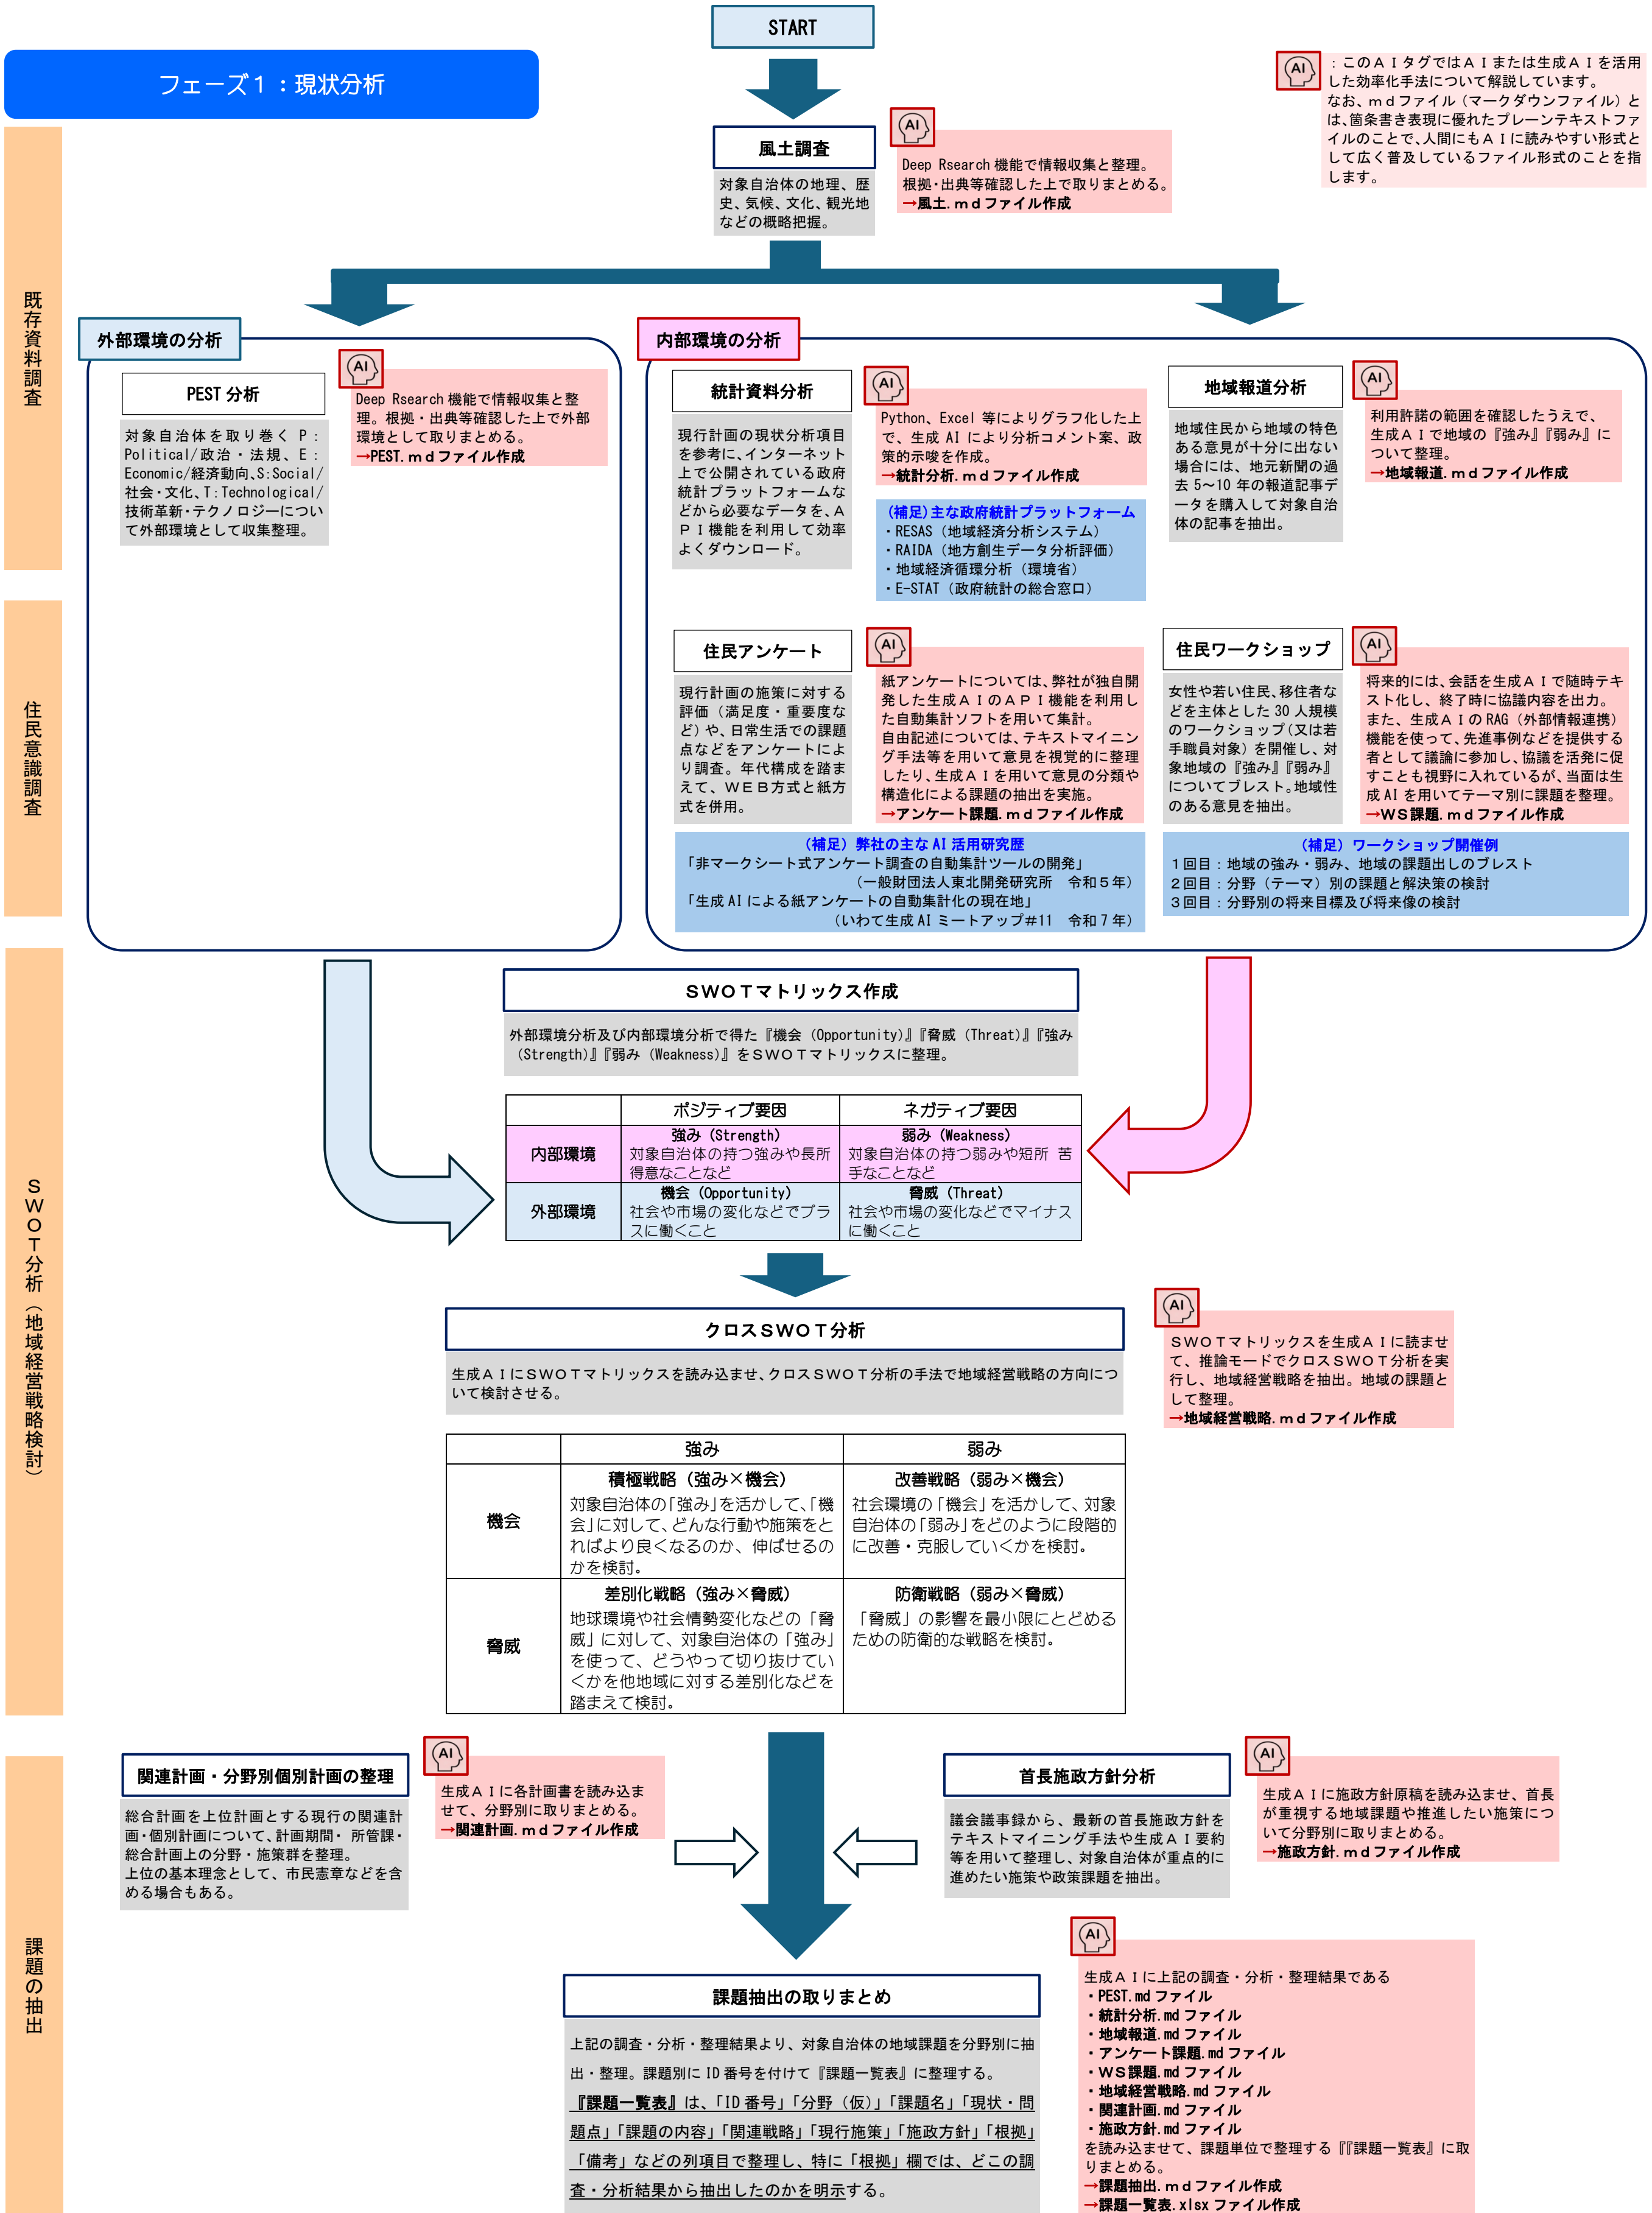 START
フェーズ１：現状分析
：このＡＩタグではＡＩまたは生成ＡＩを活用
した効率化手法について解説しています。
なお、ｍｄファイル（マークダウンファイル）と
は、箇条書き表現に優れたプレーンテキストファ
イルのことで、人間にもＡＩに読みやすい形式と
して広く普及しているファイル形式のことを指
します。
既存資料調査
風土調査
対象自治体の地理、歴
史、気候、文化、観光地
などの概略把握。
AI
Deep Rsearch 機能で情報収集と整理。
根拠・出典等確認した上で取りまとめる。
→風土.ｍｄファイル作成
外部環境の分析
PEST 分析
対象自治体を取り巻く P：
Political/政治・法規、E：
Economic/経済動向、S:Social/
社会・文化、T:Technological/
技術革新・テクノロジーについ
て外部環境として収集整理。
AI
Deep Rsearch 機能で情報収集と整
理。根拠・出典等確認した上で外部
環境として取りまとめる。
→PEST.ｍｄファイル作成
内部環境の分析
統計資料分析
現行計画の現状分析項目
を参考に、インターネット
上で公開されている政府
統計プラットフォームな
どから必要なデータを、Ａ
ＰＩ機能を利用して効率
よくダウンロード。
AI
Python、Excel 等によりグラフ化した上
で、生成 AI により分析コメント案、政
策的示唆を作成。
→統計分析.ｍｄファイル作成
(補足)主な政府統計プラットフォーム
・RESAS（地域経済分析システム）
・RAIDA（地方創生データ分析評価）
・地域経済循環分析（環境省）
・E-STAT（政府統計の総合窓口）
地域報道分析
地域住民から地域の特色
ある意見が十分に出ない
場合には、地元新聞の過
去 5～10 年の報道記事デ
ータを購入して対象自治
体の記事を抽出。
AI
利用許諾の範囲を確認したうえで、
生成ＡＩで地域の『強み』『弱み』に
ついて整理。
→地域報道.ｍｄファイル作成
住民意識調査
住民アンケート
現行計画の施策に対する
評価（満足度・重要度な
ど）や、日常生活での課題
点などをアンケートによ
り調査。年代構成を踏ま
えて、ＷＥＢ方式と紙方
式を併用。
AI
紙アンケートについては、弊社が独自開
発した生成ＡＩのＡＰＩ機能を利用し
た自動集計ソフトを用いて集計。
自由記述については、テキストマイニン
グ手法等を用いて意見を視覚的に整理
したり、生成ＡＩを用いて意見の分類や
構造化による課題の抽出を実施。
→アンケート課題.ｍｄファイル作成
（補足）弊社の主な AI 活用研究歴
「非マークシート式アンケート調査の自動集計ツールの開発」
（一般財団法人東北開発研究所　令和５年）
「生成 AI による紙アンケートの自動集計化の現在地」
（いわて生成 AI ミートアップ#11　令和７年）
住民ワークショップ
女性や若い住民、移住者な
どを主体とした 30 人規模
のワークショップ（又は若
手職員対象）を開催し、対
象地域の『強み』『弱み』
についてブレスト。地域性
のある意見を抽出。
AI
将来的には、会話を生成ＡＩで随時テキ
スト化し、終了時に協議内容を出力。
また、生成ＡＩの RAG（外部情報連携）
機能を使って、先進事例などを提供する
者として議論に参加し、協議を活発に促
すことも視野に入れているが、当面は生
成 AI を用いてテーマ別に課題を整理。
→ＷＳ課題.ｍｄファイル作成
（補足）ワークショップ開催例
１回目：地域の強み・弱み、地域の課題出しのブレスト
２回目：分野（テーマ）別の課題と解決策の検討
３回目：分野別の将来目標及び将来像の検討
ＳＷＯＴ分析（地域経営戦略検討）
ＳＷＯＴマトリックス作成
外部環境分析及び内部環境分析で得た『機会（Opportunity)』『脅威（Threat)』『強み
（Strength)』『弱み（Weakness)』をＳＷＯＴマトリックスに整理。
ポジティブ要因
ネガティブ要因
内部環境
強み（Strength）
対象自治体の持つ強みや長所
得意なことなど
弱み（Weakness）
対象自治体の持つ弱みや短所 苦
手なことなど
外部環境
機会（Opportunity）
社会や市場の変化などでプラ
スに働くこと
脅威（Threat）
社会や市場の変化などでマイナス
に働くこと
クロスＳＷＯＴ分析
生成ＡＩにＳＷＯＴマトリックスを読み込ませ、クロスＳＷＯＴ分析の手法で地域経営戦略の方向につ
いて検討させる。
AI
ＳＷＯＴマトリックスを生成ＡＩに読ませ
て、推論モードでクロスＳＷＯＴ分析を実
行し、地域経営戦略を抽出。地域の課題と
して整理。
→地域経営戦略.ｍｄファイル作成
強み
弱み
機会
積極戦略（強み×機会）
対象自治体の「強み」を活かして、「機
会」に対して、どんな行動や施策をと
ればより良くなるのか、伸ばせるの
かを検討。
改善戦略（弱み×機会）
社会環境の「機会」を活かして、対象
自治体の「弱み」をどのように段階的
に改善・克服していくかを検討。
脅威
差別化戦略（強み×脅威）
地球環境や社会情勢変化などの「脅
威」に対して、対象自治体の「強み」
を使って、どうやって切り抜けてい
くかを他地域に対する差別化などを
踏まえて検討。
防衛戦略（弱み×脅威）
「脅威」の影響を最小限にとどめる
ための防衛的な戦略を検討。
課題の抽出
関連計画・分野別個別計画の整理
総合計画を上位計画とする現行の関連計
画・個別計画について、計画期間・ 所管課・
総合計画上の分野・施策群を整理。
上位の基本理念として、市民憲章などを含
める場合もある。
AI
生成ＡＩに各計画書を読み込ま
せて、分野別に取りまとめる。
→関連計画.ｍｄファイル作成
首長施政方針分析
議会議事録から、最新の首長施政方針を
テキストマイニング手法や生成ＡＩ要約
等を用いて整理し、対象自治体が重点的に
進めたい施策や政策課題を抽出。
AI
生成ＡＩに施政方針原稿を読み込ませ、首長
が重視する地域課題や推進したい施策につ
いて分野別に取りまとめる。
→施政方針.ｍｄファイル作成
課題抽出の取りまとめ
上記の調査・分析・整理結果より、対象自治体の地域課題を分野別に抽
出・整理。課題別に ID 番号を付けて『課題一覧表』に整理する。
『課題一覧表』は、「ID 番号」「分野（仮）」「課題名」「現状・問
題点」「課題の内容」「関連戦略」「現行施策」「施政方針」「根拠」
「備考」などの列項目で整理し、特に「根拠」欄では、どこの調
査・分析結果から抽出したのかを明示する。
AI
生成ＡＩに上記の調査・分析・整理結果である
・PEST.md ファイル
・統計分析.md ファイル
・地域報道.md ファイル
・アンケート課題.md ファイル
・ＷＳ課題.md ファイル
・地域経営戦略.md ファイル
・関連計画.md ファイル
・施政方針.md ファイル
を読み込ませて、課題単位で整理する『『課題一覧表』に取
りまとめる。
→課題抽出.ｍｄファイル作成
→課題一覧表.xlsx ファイル作成